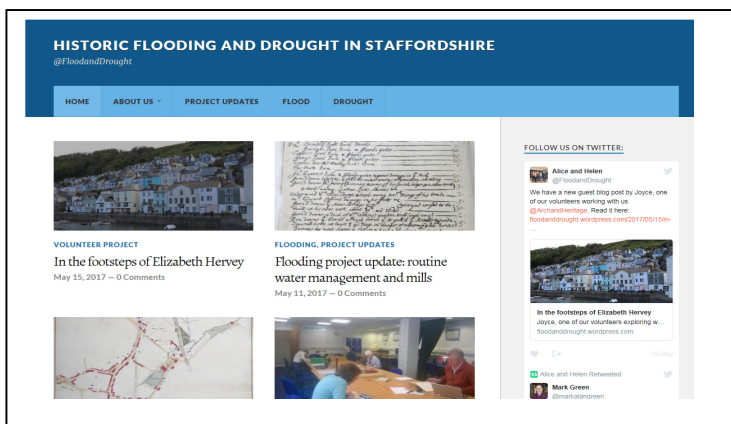 HISTORIC FLOODING AND DROUGHT IN STAFFORDSHIRE
@FloodandDrought
HOME ABOUT US PROJECT UPDATES FLOOD DROUGHT
VOLUNTEER PROJECT
In the footsteps of Elizabeth Hervey
May 15, 2017 — 0 Comments
FLOODING, PROJECT UPDATES
Flooding project update: routine
water management and mills
May 11, 2017 — 0 Comments
FOLLOW US ON TWITTER:
Alice and Helen
@FloodandDrought
We have a new guest blog post by Joyce, one
of our volunteers working with us
@ArchandHeritage. Read it here:
flooddanddrought.wordpress.com/2017/05/15/in-
…
In the footsteps of Elizabeth Hervey
Joyce, one of our volunteers exploring w…
floodanddrought.wordpress.com
15 May
Alice and Helen Retweeted
Mark Green
@markalangreen